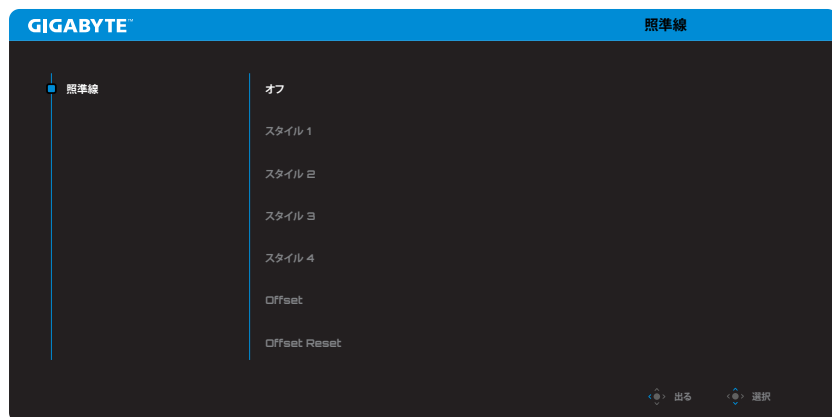 GIGABYTE™ 照準線
照準線 オフ
スタイル 1
スタイル 2
スタイル 3
スタイル 4
Offset
Offset Reset
出る 選択